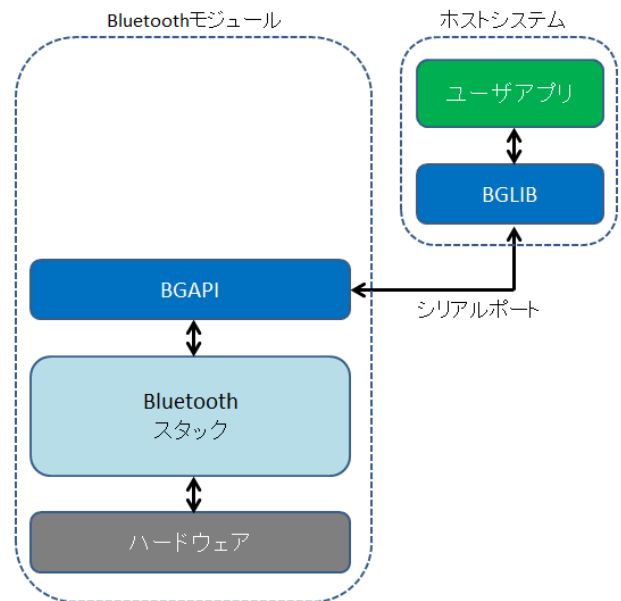 Bluetoothモジュール
ホストシステム
ユーザアプリ
BGLIB
BGAPI
シリアルポート
Bluetooth
スタック
ハードウェア